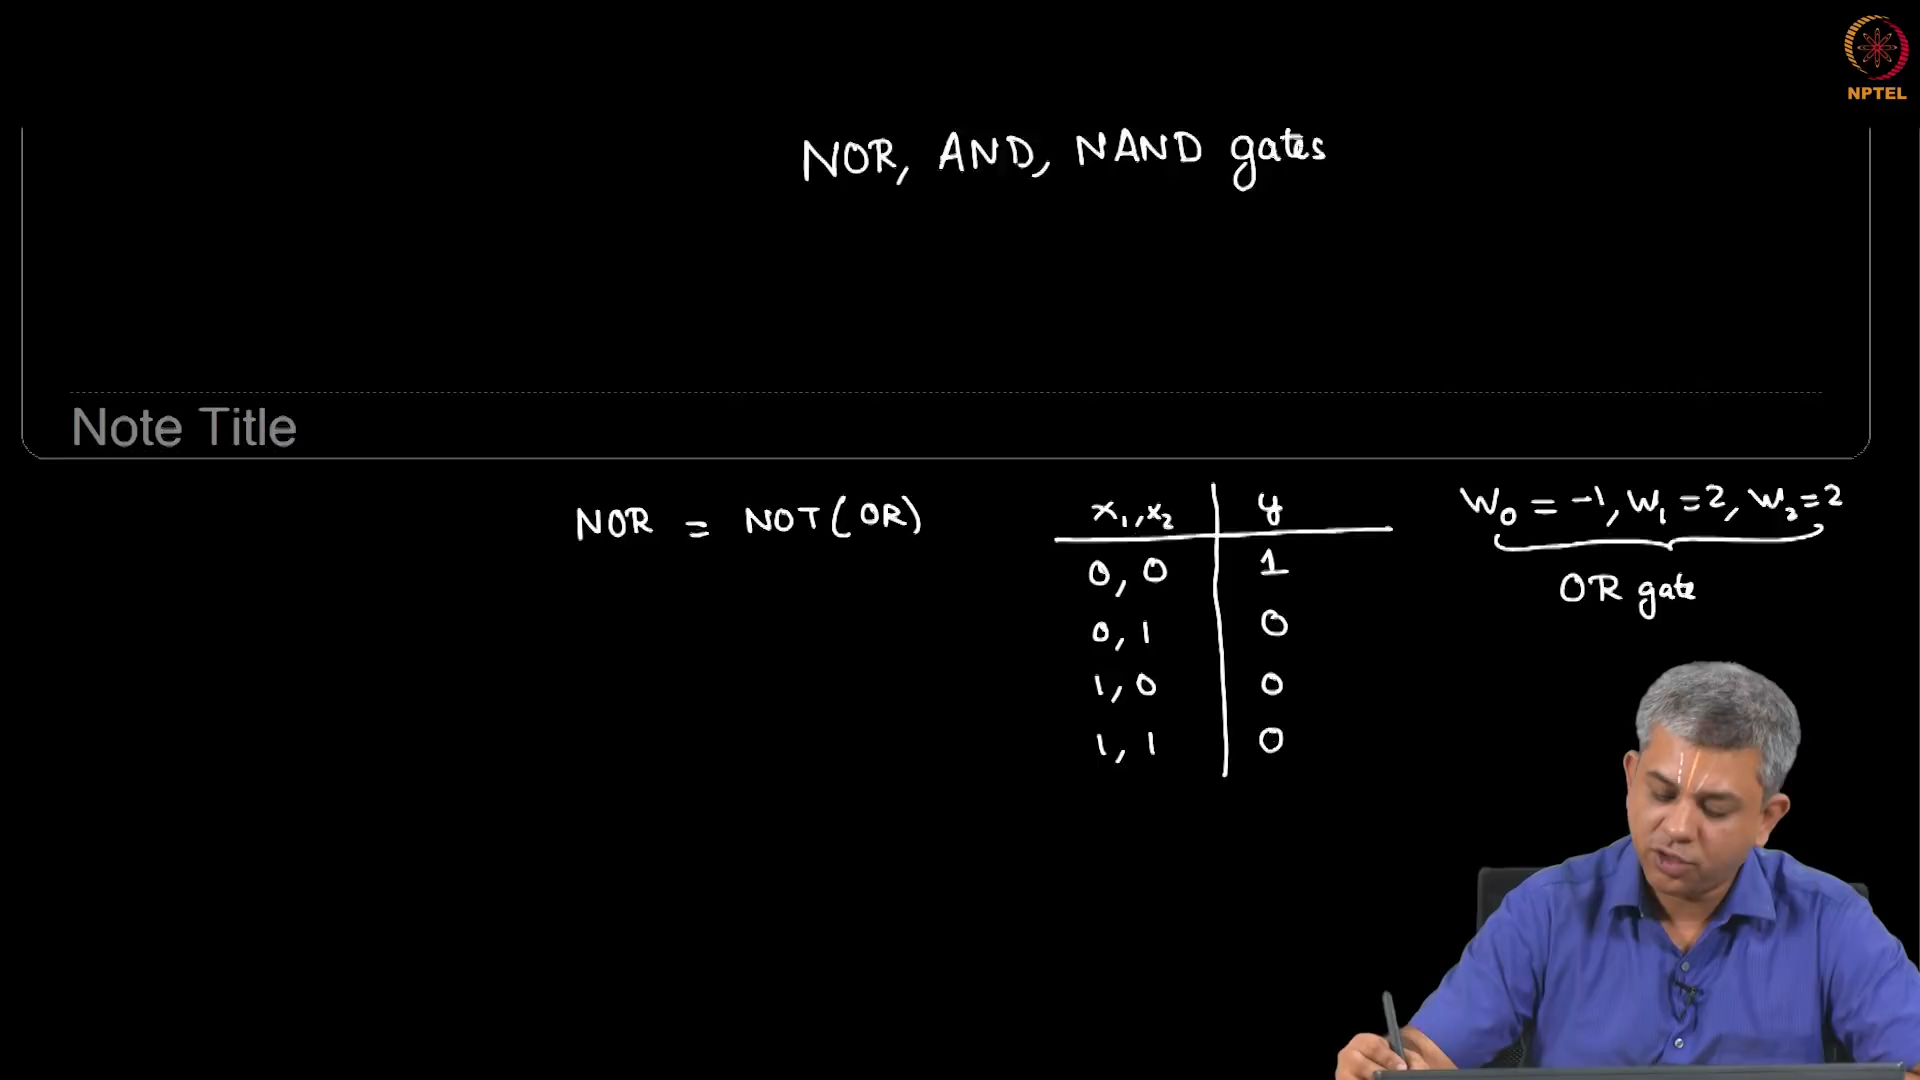 NPTEL
NOR, AND, NAND gates
Note Title
NOR = NOT(OR)
x₁,x₂ y
0,0 1
0,1 0
1,0 0
1,1 0
W₀ = -1, W₁ = 2, W₂ = 2
OR gate